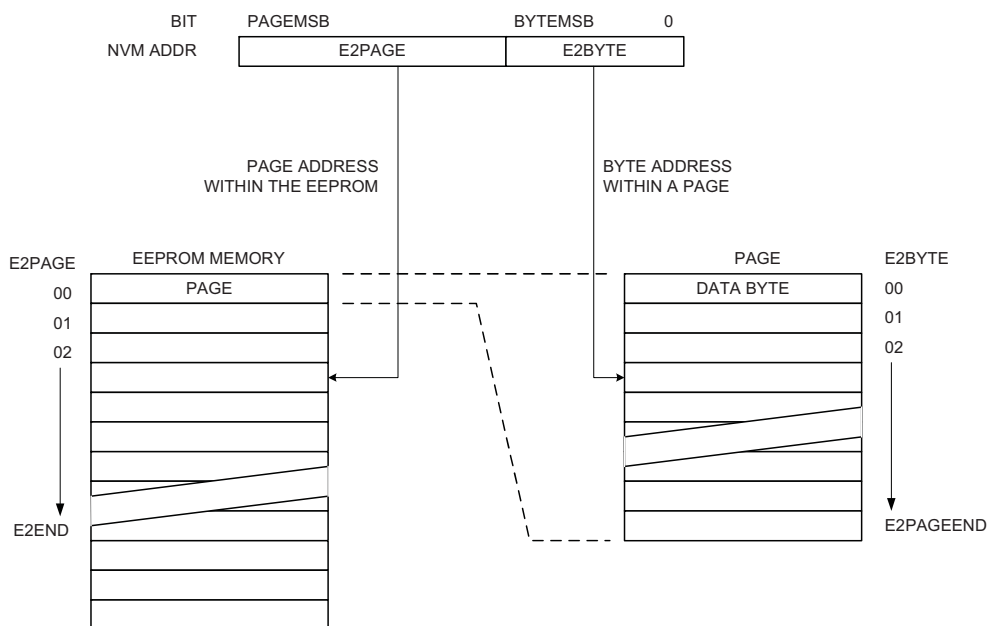 BIT PAGEMSB BYTEMSB 0
NVM ADDR E2PAGE E2BYTE
PAGE ADDRESS
WITHIN THE EEPROM
BYTE ADDRESS
WITHIN A PAGE
E2PAGE EEPROM MEMORY
00 PAGE
01
02
E2END
PAGE E2BYTE
DATA BYTE 00
01
02
E2PAGEEND